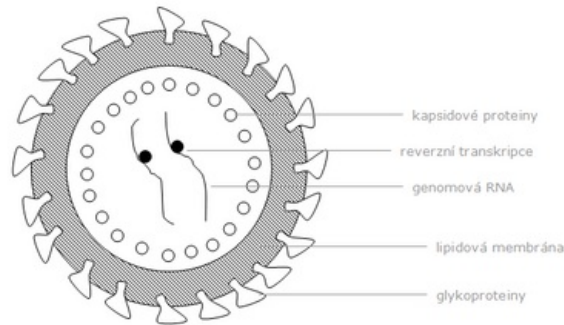 kapsidové proteiny
reverzní transkripce
genomová RNA
lipidová membrána
glykoproteiny